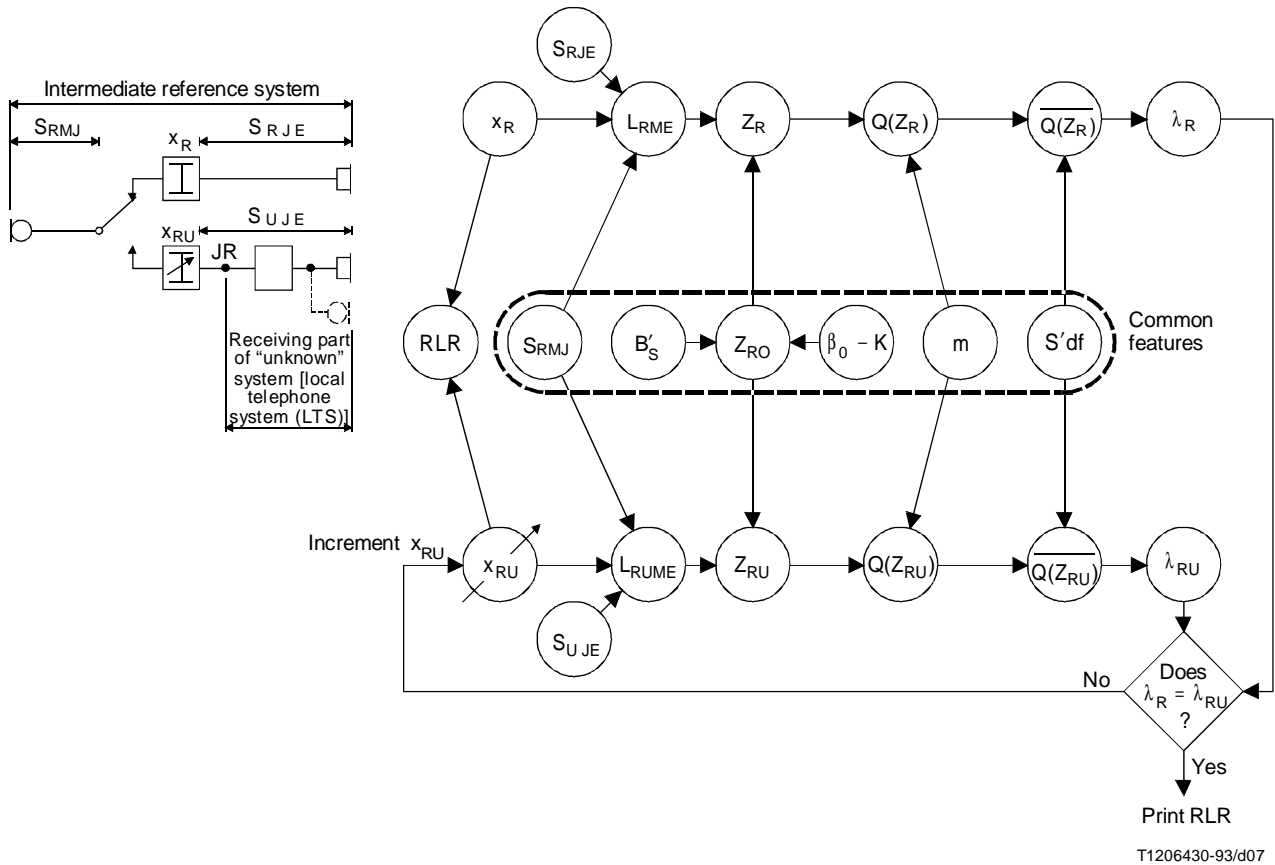 Intermediate reference system
S_RMJ
S_RJE
x_R
S_UJE
x_RU
JR
Receiving part
of “unknown”
system [local
telephone
system (LTS)]
S_RJE
x_R
L_RME
Z_R
Q(Z_R)
Q(Z_R)
λ_R
RLR
S_RMJ
B'_S
Z_RO
β_0 – K
m
S'df
Common
features
Increment x_RU
x_RU
L_RUME
Z_RU
Q(Z_RU)
Q(Z_RU)
λ_RU
S_UJE
No
Does
λ_R = λ_RU
?
Yes
Print RLR
T1206430-93/d07